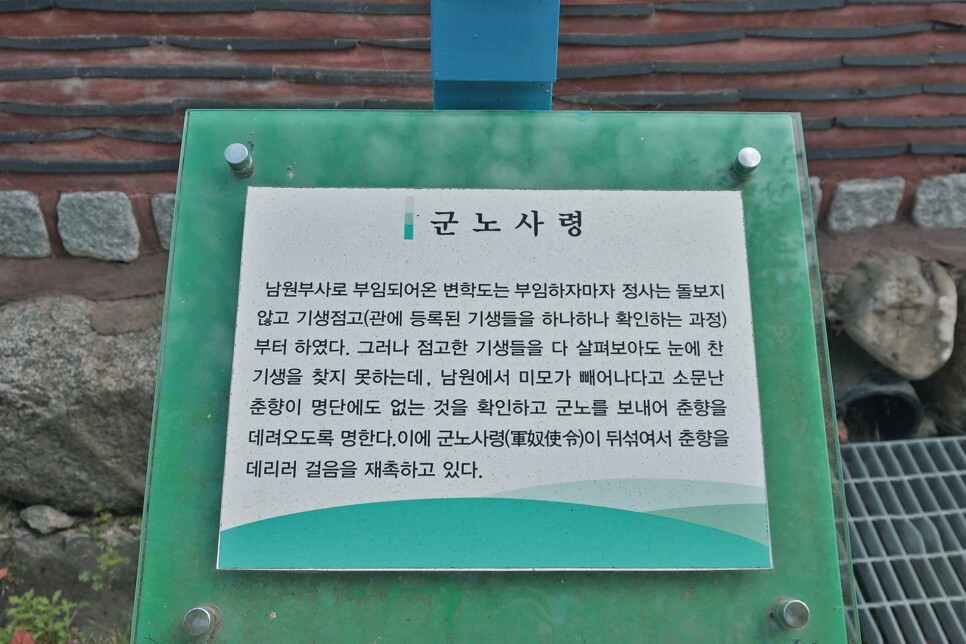 군노사령
남원부사로 부임되어온 변학도는 부임하자마자 정사는 돌보지
않고 기생점고(관에 등록된 기생들을 하나하나 확인하는 과정)
부터 하였다. 그러나 점고한 기생들을 다 살펴보아도 눈에 찬
기생을 찾지 못하는데, 남원에서 미모가 빼어나다고 소문난
춘향이 명단에도 없는 것을 확인하고 군노를 보내어 춘향을
데려오도록 명한다.이에 군노사령(軍奴使令)이 뒤섞여서 춘향을
데리러 걸음을 재촉하고 있다.